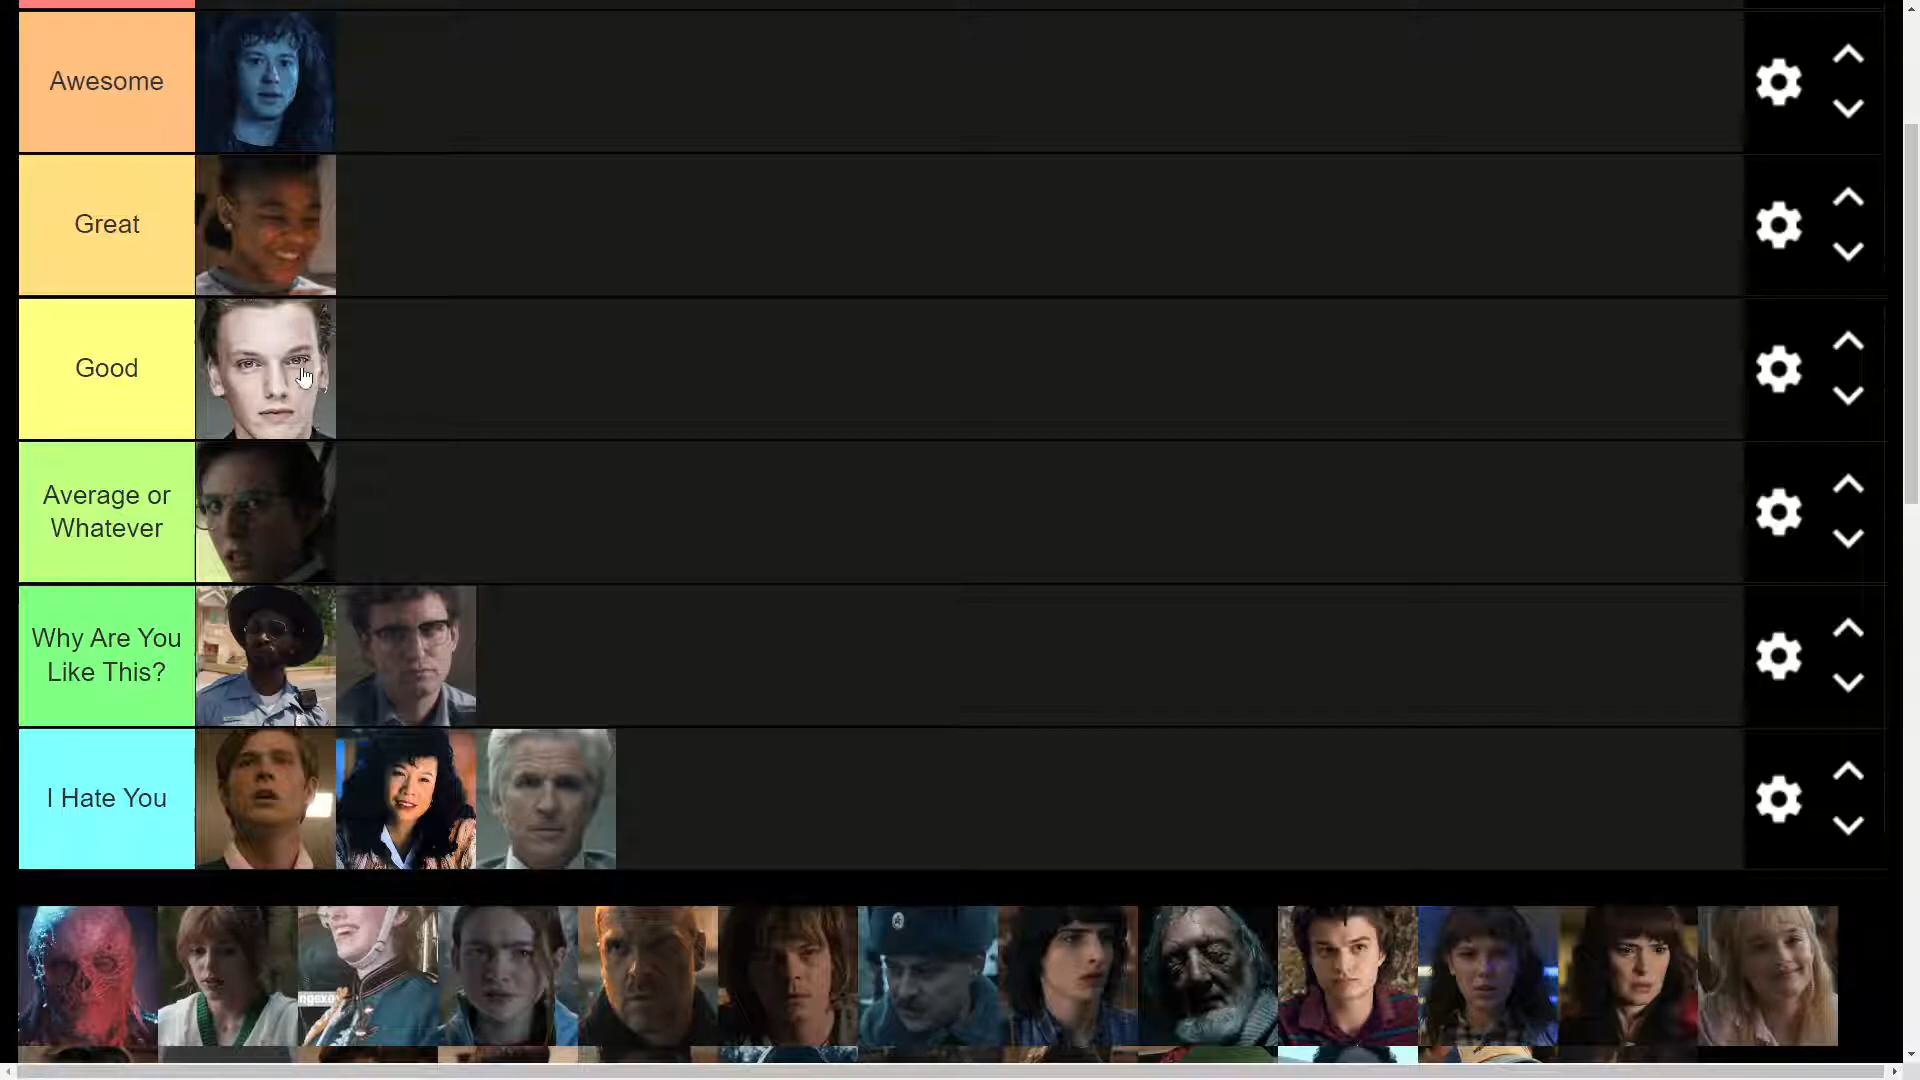 Awesome
Great
Good
Average or
Whatever
Why Are You
Like This?
I Hate You